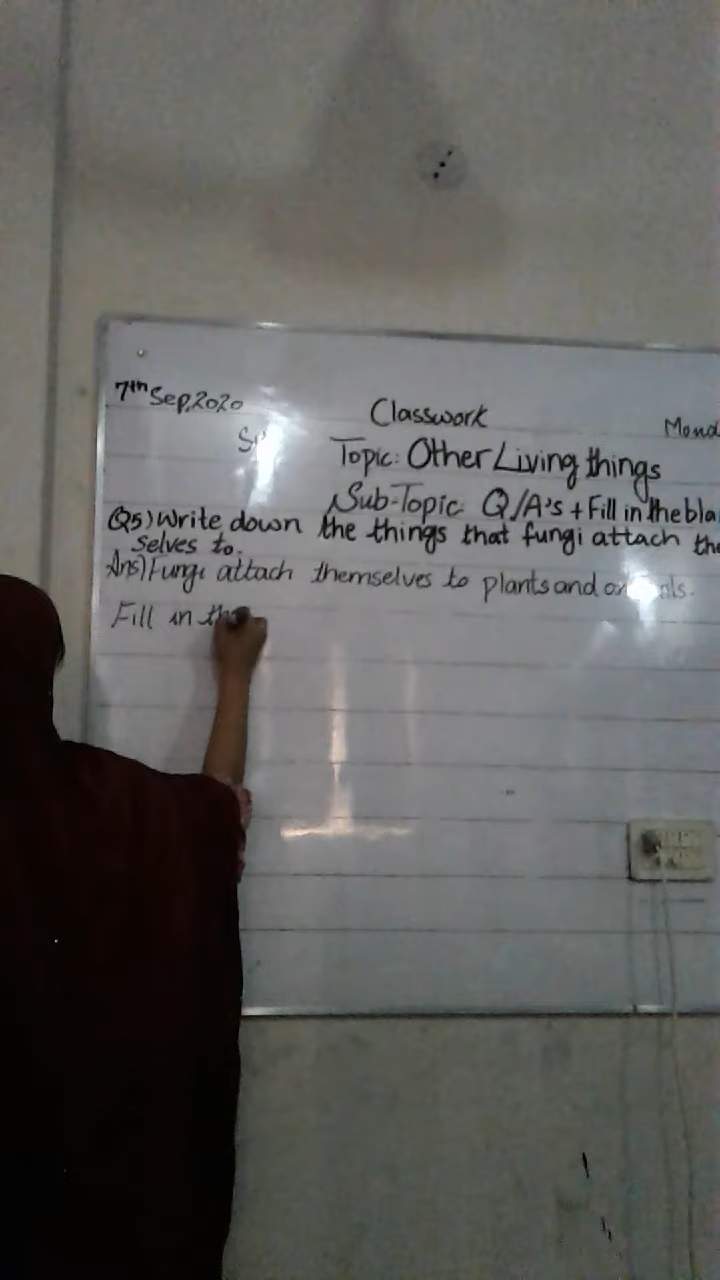 7th Sep, 2020 Classwork Mond
Topic: Other Living things
Sub-Topic: Q/A's + Fill in the bla
Q5) Write down the things that fungi attach the
selves to.
Ans) Fungi attach themselves to plants and
Fill in